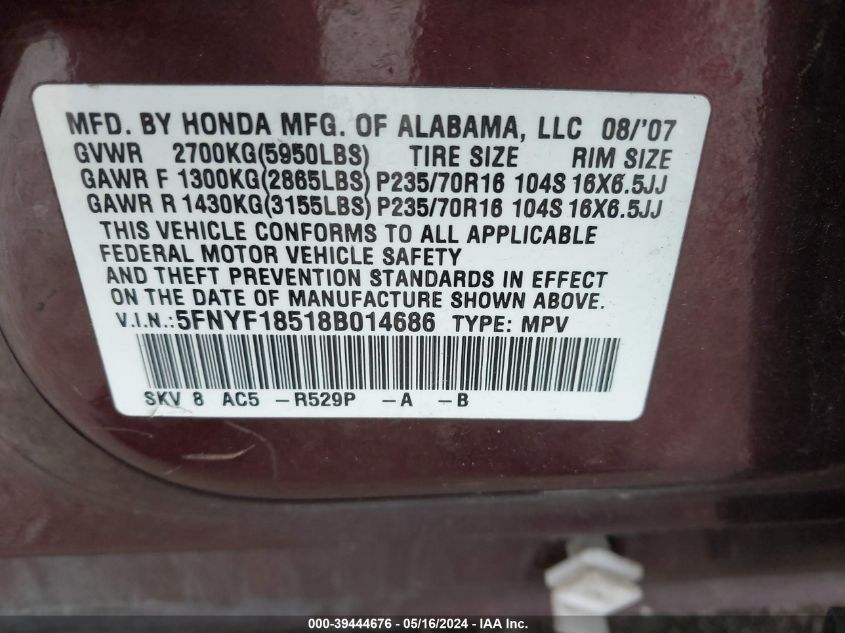 MFD. BY HONDA MFG. OF ALABAMA, LLC 08/'07
GVWR 2700KG(5950LBS) TIRE SIZE RIM SIZE
GAWR F 1300KG(2865LBS) P235/70R16 104S 16X6.5JJ
GAWR R 1430KG(3155LBS) P235/70R16 104S 16X6.5JJ
THIS VEHICLE CONFORMS TO ALL APPLICABLE
FEDERAL MOTOR VEHICLE SAFETY
AND THEFT PREVENTION STANDARDS IN EFFECT
ON THE DATE OF MANUFACTURE SHOWN ABOVE.
V.I.N.:5FNYF18518B014686 TYPE: MPV
SKV 8 AC5 -R529P -A -B
000-39444676 - 05/16/2024 - IAA Inc.